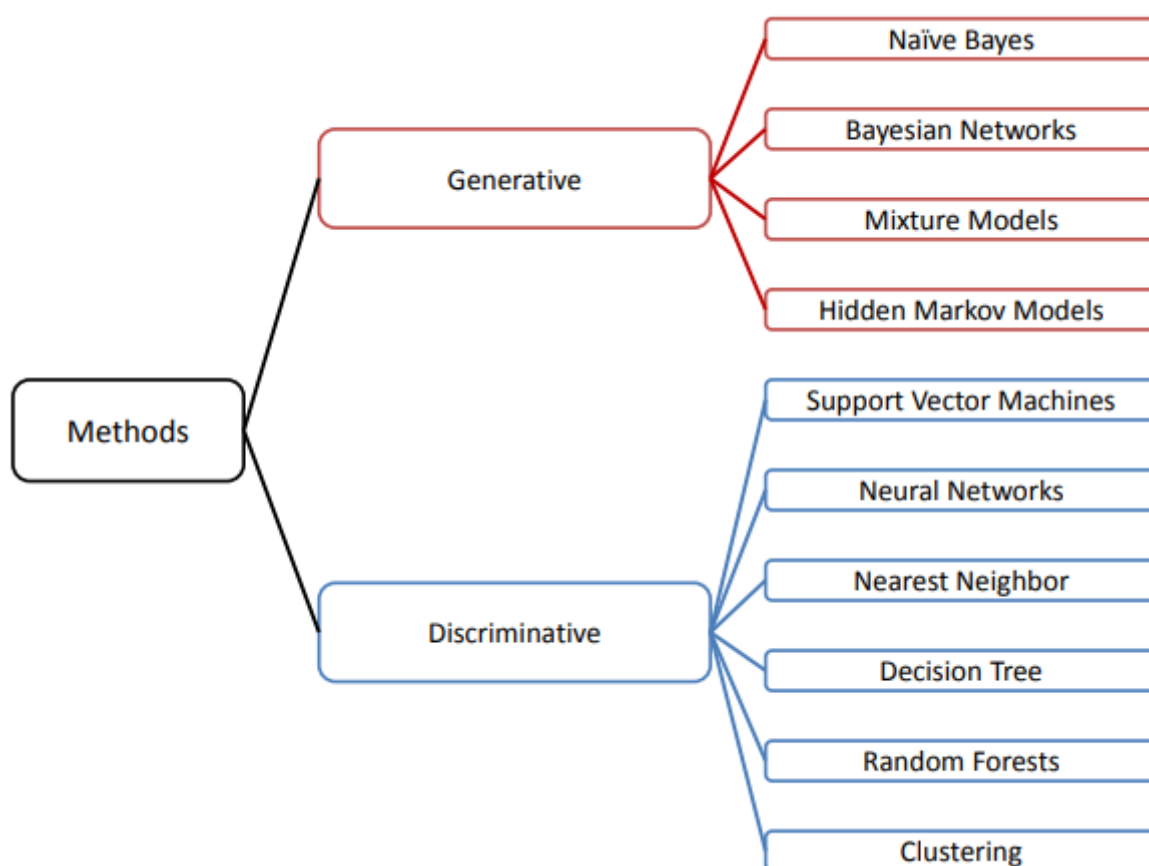 Methods
Generative
Naïve Bayes
Bayesian Networks
Mixture Models
Hidden Markov Models
Discriminative
Support Vector Machines
Neural Networks
Nearest Neighbor
Decision Tree
Random Forests
Clustering